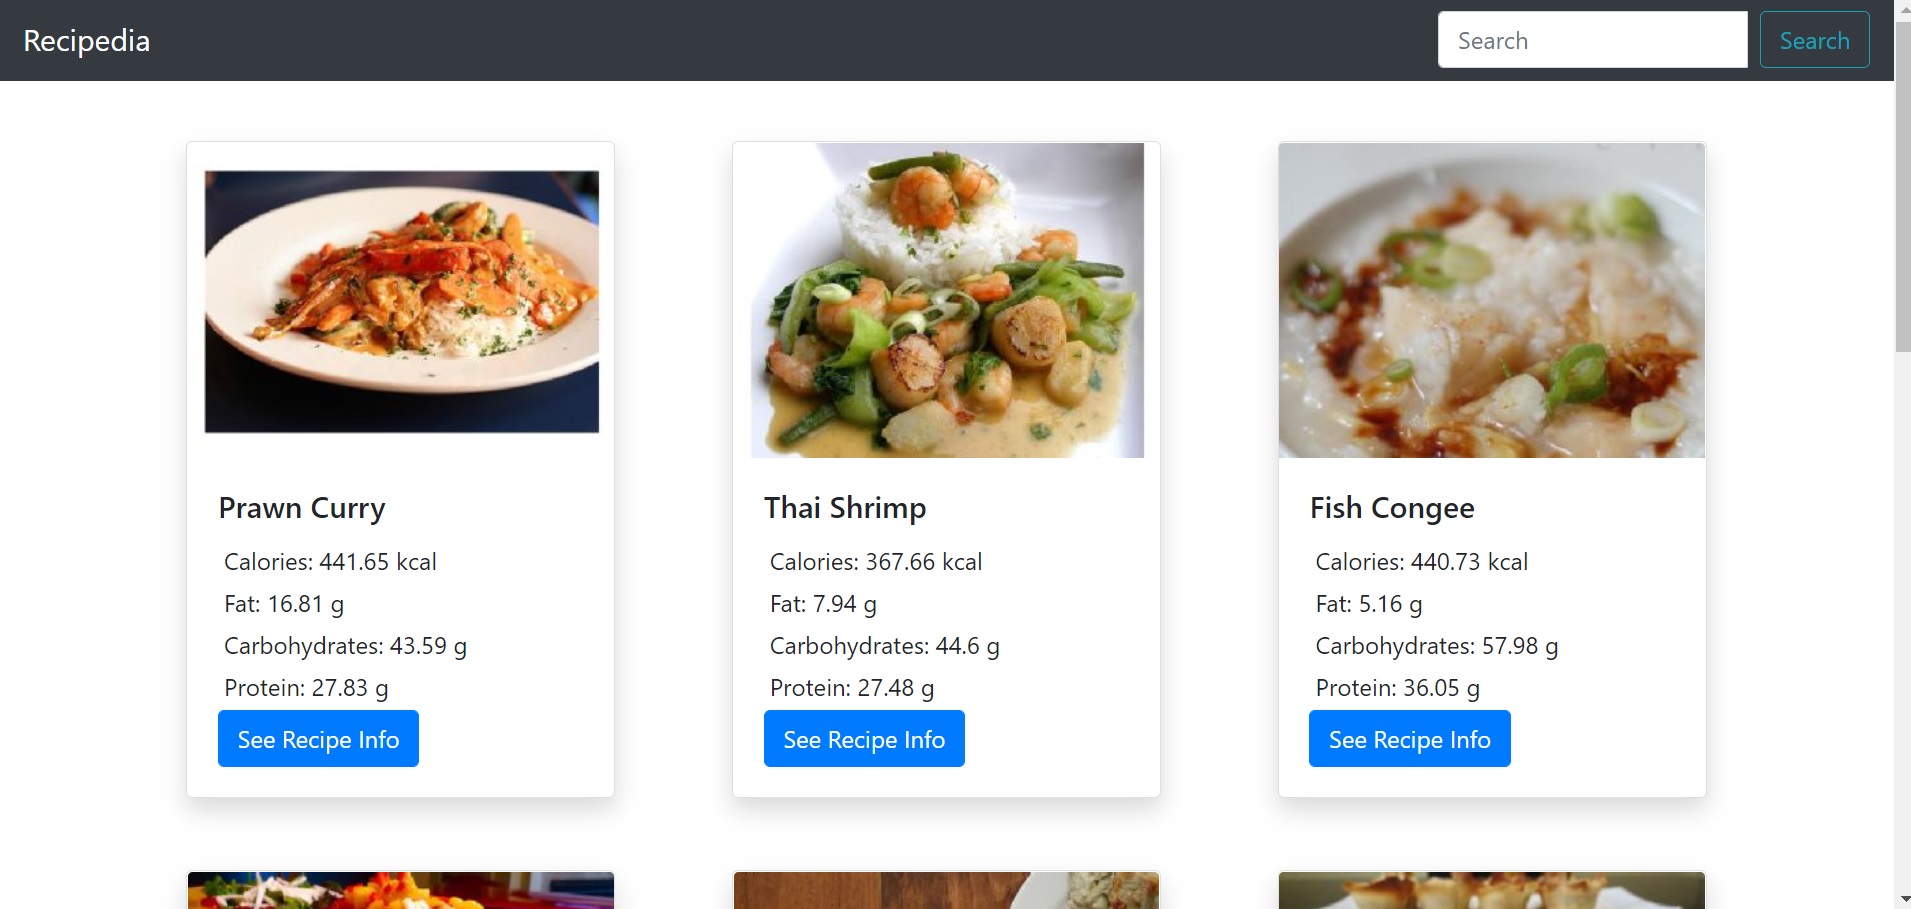 Recipedia
Search
Search
Prawn Curry
Calories: 441.65 kcal
Fat: 16.81 g
Carbohydrates: 43.59 g
Protein: 27.83 g
See Recipe Info
Thai Shrimp
Calories: 367.66 kcal
Fat: 7.94 g
Carbohydrates: 44.6 g
Protein: 27.48 g
See Recipe Info
Fish Congee
Calories: 440.73 kcal
Fat: 5.16 g
Carbohydrates: 57.98 g
Protein: 36.05 g
See Recipe Info